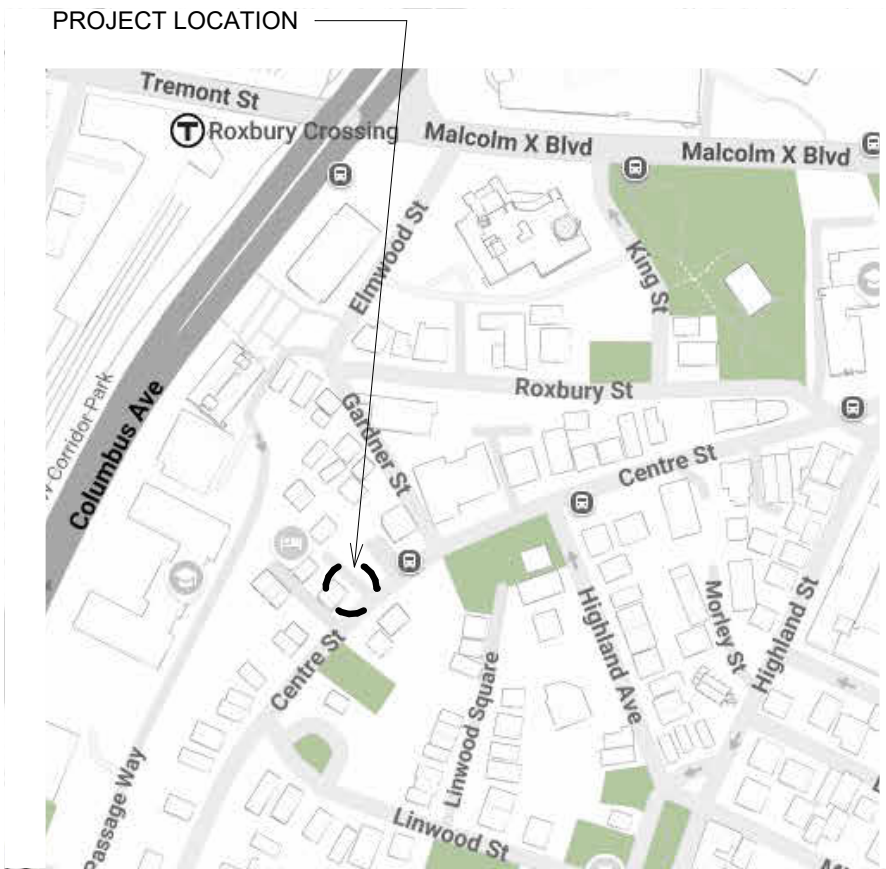 PROJECT LOCATION
Tremont St
Roxbury Crossing
T
Malcolm X Blvd
Malcolm X Blvd
Elmwood St
King St
Corridor Park
Columbus Ave
Roxbury St
Gardner St
Centre St
Centre St
Highland Ave
Morley St
Highland St
Linwood Square
Passage Way
Linwood St